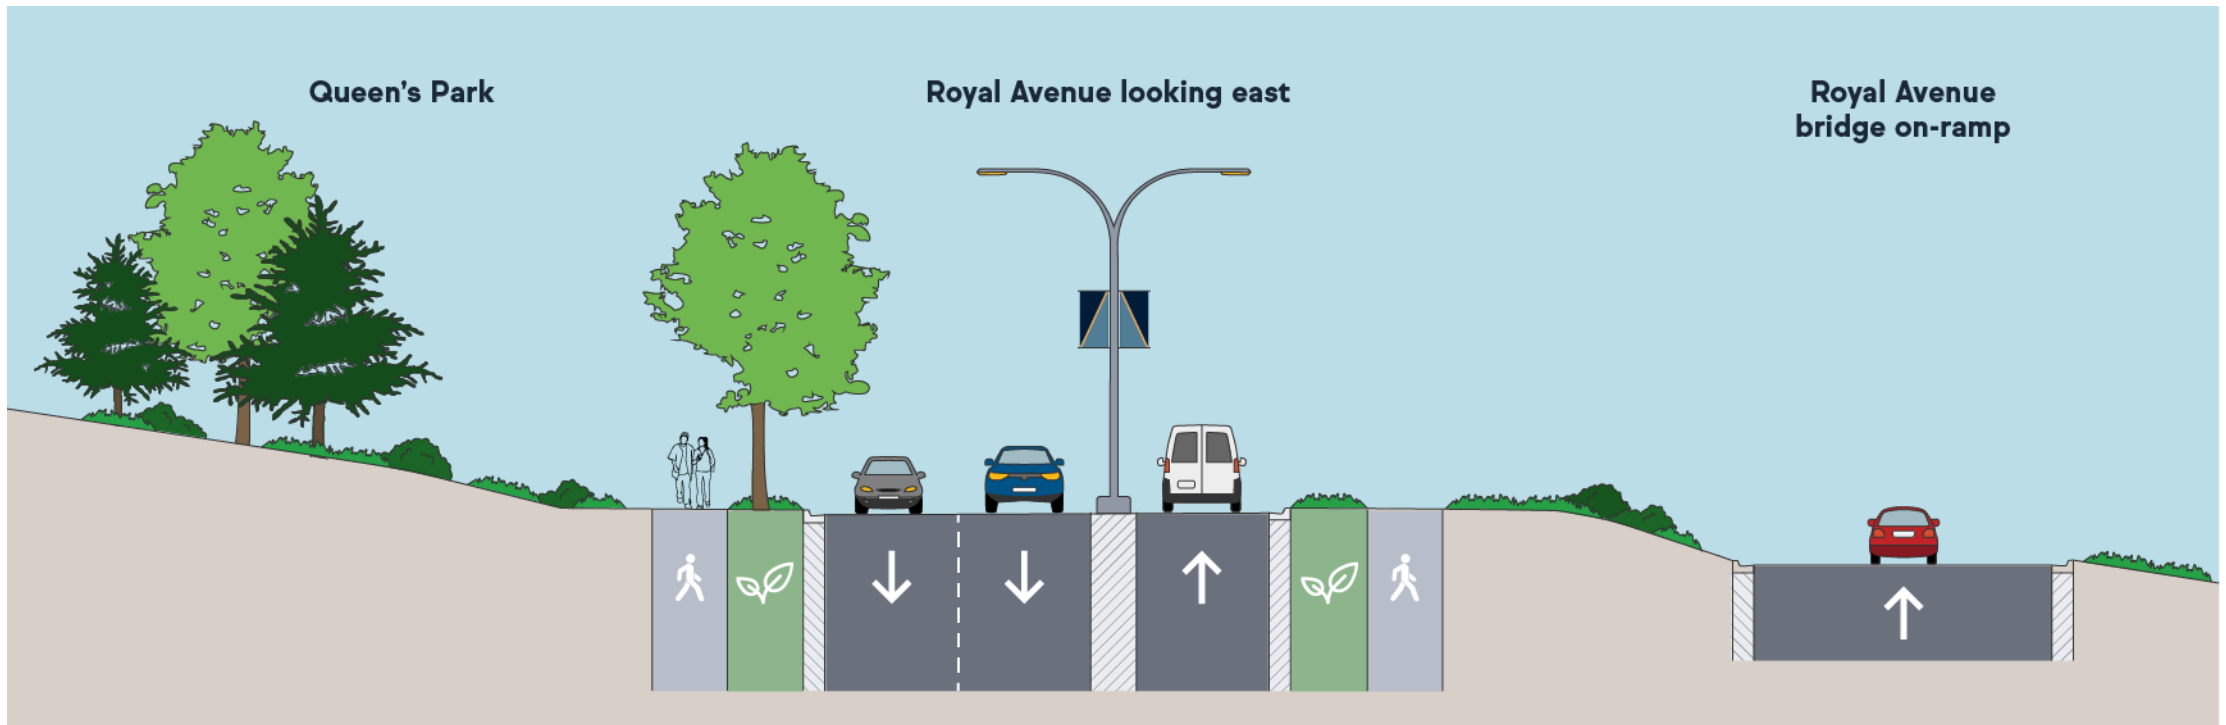 Queen's Park
Royal Avenue looking east
Royal Avenue
bridge on-ramp